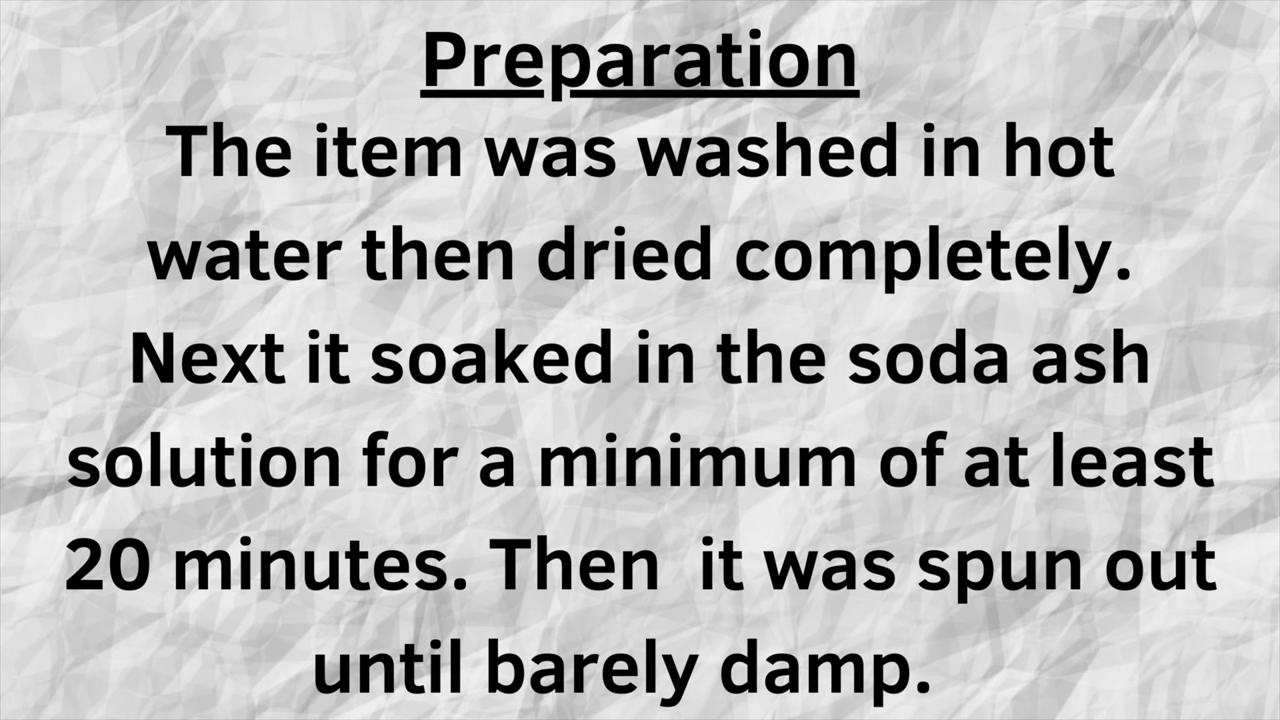 Preparation
The item was washed in hot
water then dried completely.
Next it soaked in the soda ash
solution for a minimum of at least
20 minutes. Then  it was spun out
until barely damp.